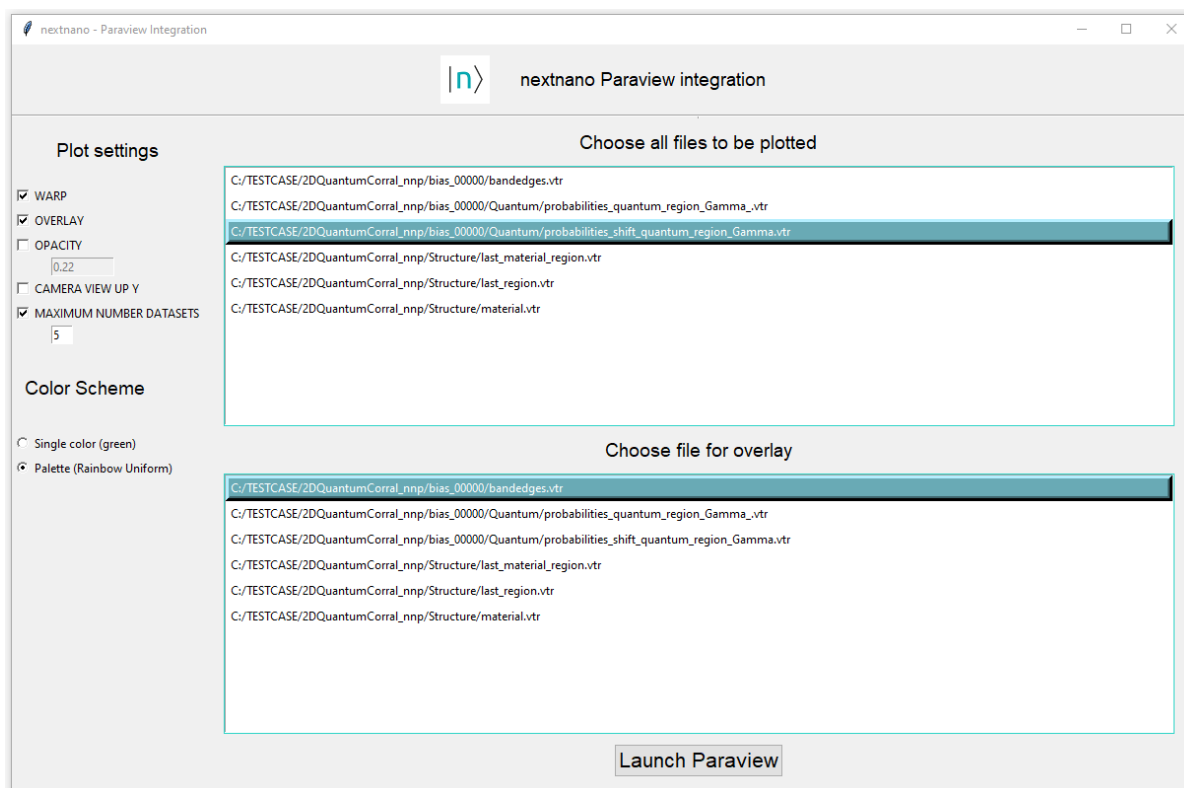 nextnano - Paraview Integration
|n⟩
nextnano Paraview integration
Plot settings
WARP
OVERLAY
OPACITY
0.22
CAMERA VIEW UP Y
MAXIMUM NUMBER DATASETS
5
Color Scheme
Single color (green)
Palette (Rainbow Uniform)
Choose all files to be plotted
C:/TESTCASE/2DQuantumCorral_nnp/bias_00000/bandedges.vtr
C:/TESTCASE/2DQuantumCorral_nnp/bias_00000/Quantum/probabilities_quantum_region_Gamma_.vtr
C:/TESTCASE/2DQuantumCorral_nnp/bias_00000/Quantum/probabilities_shift_quantum_region_Gamma.vtr
C:/TESTCASE/2DQuantumCorral_nnp/Structure/last_material_region.vtr
C:/TESTCASE/2DQuantumCorral_nnp/Structure/last_region.vtr
C:/TESTCASE/2DQuantumCorral_nnp/Structure/material.vtr
Choose file for overlay
C:/TESTCASE/2DQuantumCorral_nnp/bias_00000/bandedges.vtr
C:/TESTCASE/2DQuantumCorral_nnp/bias_00000/Quantum/probabilities_quantum_region_Gamma_.vtr
C:/TESTCASE/2DQuantumCorral_nnp/bias_00000/Quantum/probabilities_shift_quantum_region_Gamma.vtr
C:/TESTCASE/2DQuantumCorral_nnp/Structure/last_material_region.vtr
C:/TESTCASE/2DQuantumCorral_nnp/Structure/last_region.vtr
C:/TESTCASE/2DQuantumCorral_nnp/Structure/material.vtr
Launch Paraview